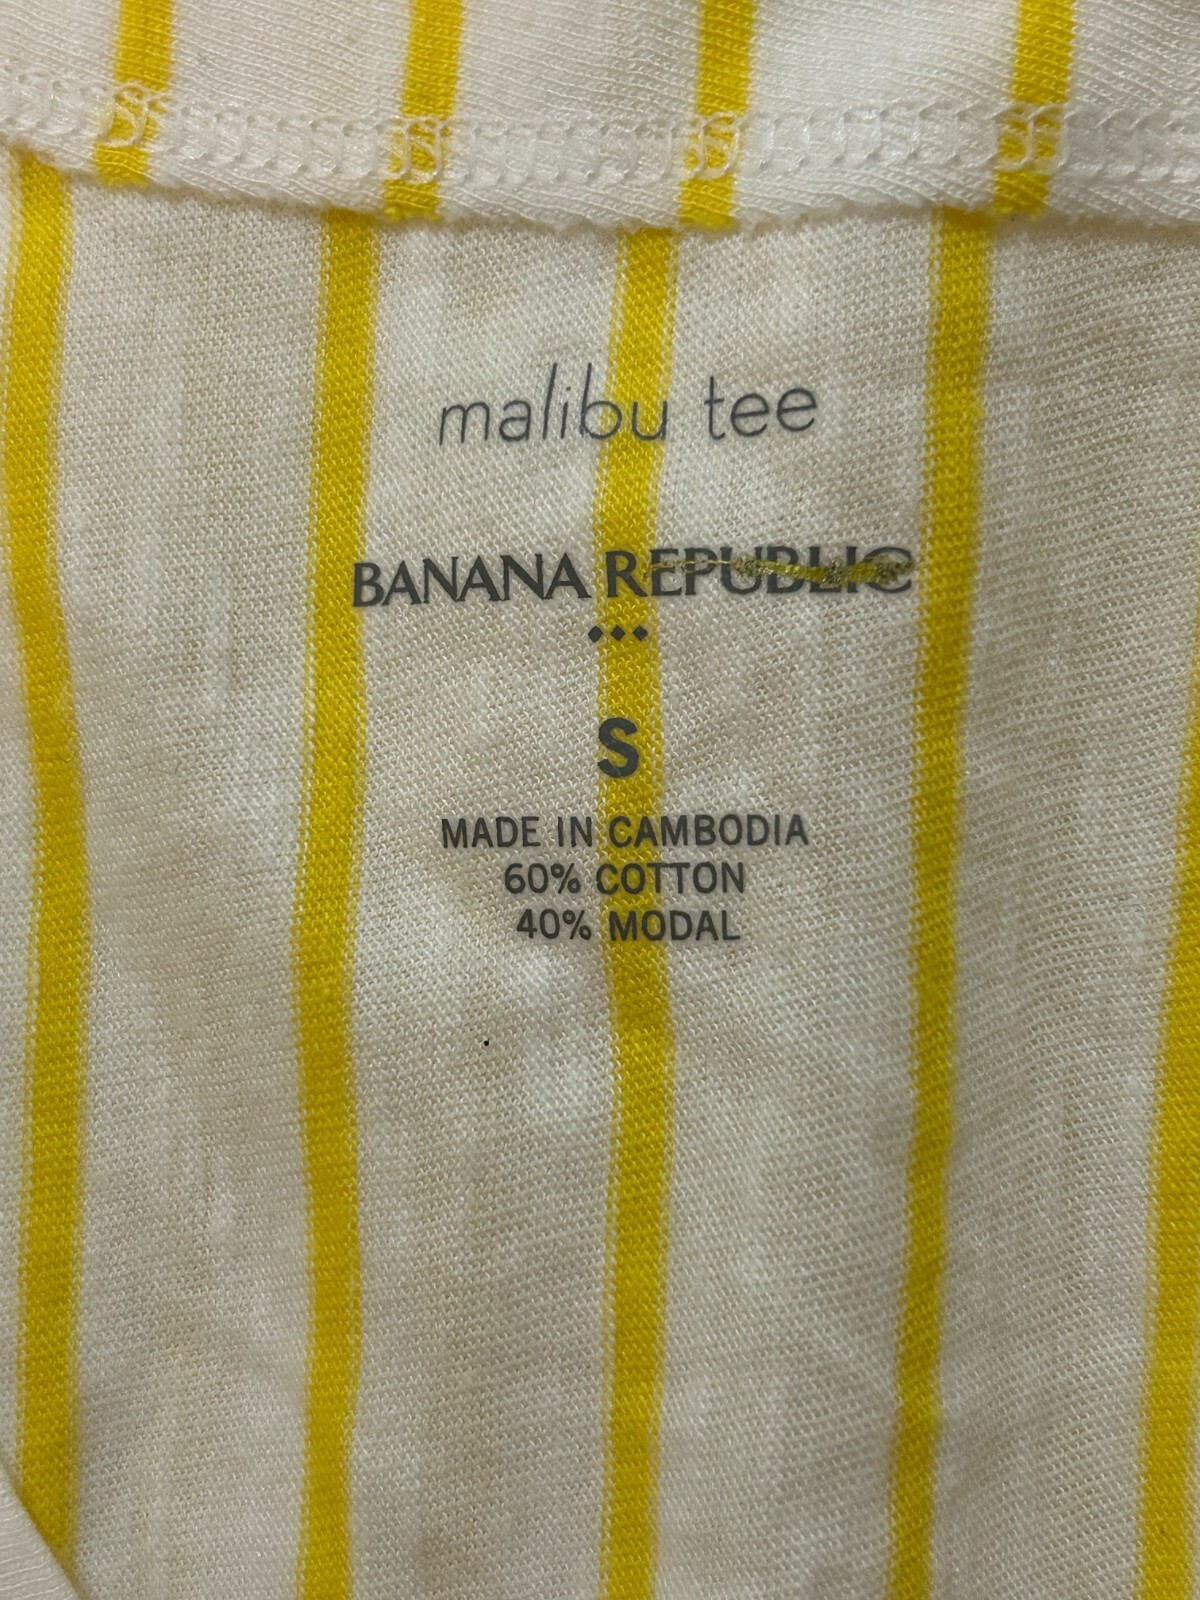 malibu tee
BANANA REPUBLIC
S
MADE IN CAMBODIA
60% COTTON
40% MODAL